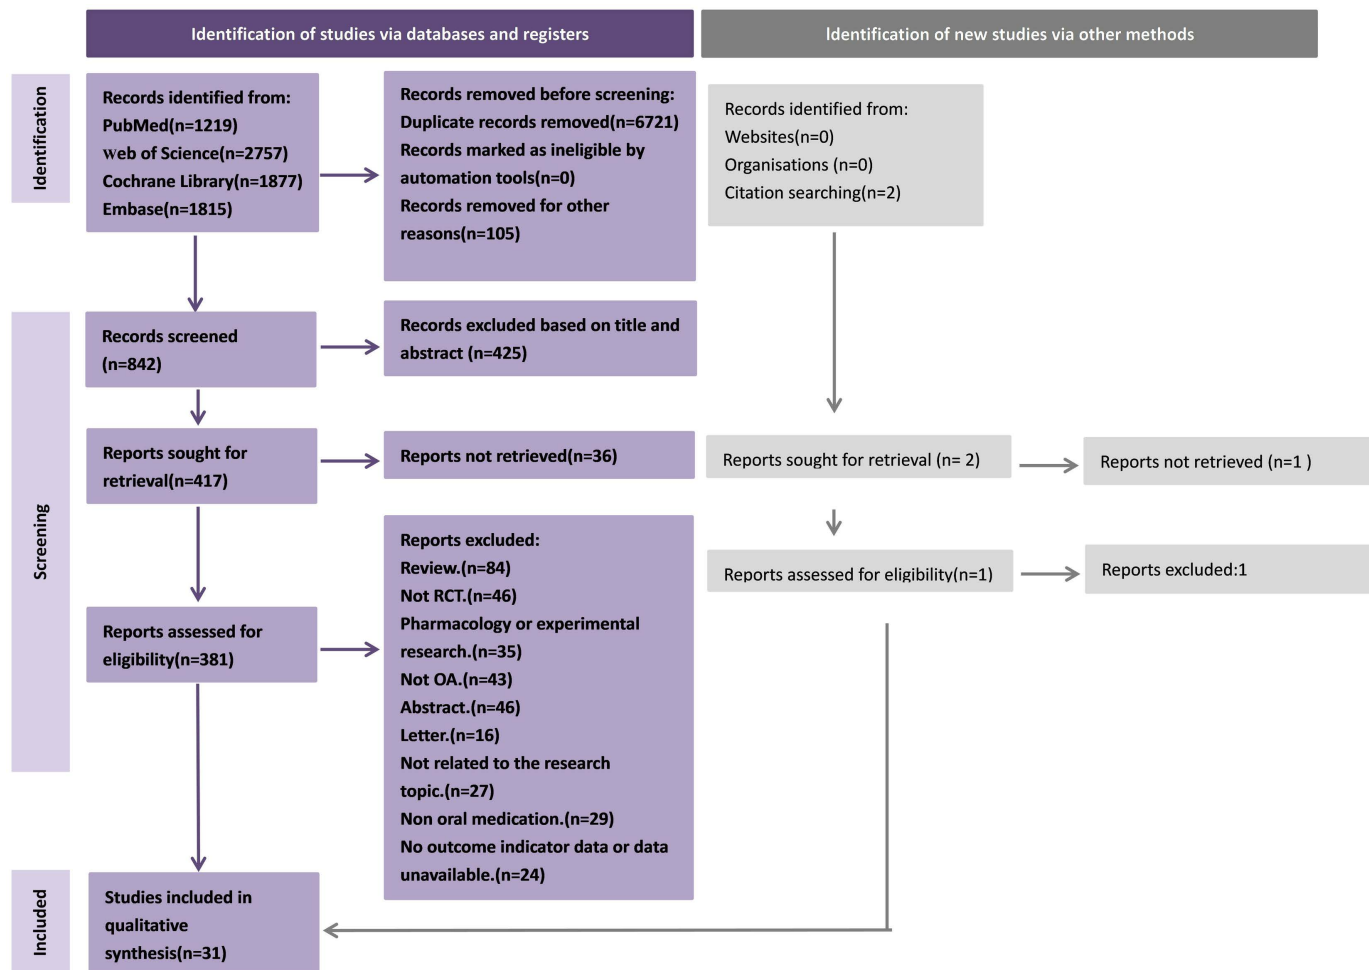 Identification of studies via databases and registers
Identification of new studies via other methods
Identification
Records identified from:
PubMed(n=1219)
Web of Science(n=2757)
Cochrane Library(n=1877)
Embase(n=1815)
Records removed before screening:
Duplicate records removed(n=6721)
Records marked as ineligible by
automation tools(n=0)
Records removed for other
reasons(n=105)
Records identified from:
Websites(n=0)
Organisations (n=0)
Citation searching(n=2)
Screening
Records screened
(n=842)
Records excluded based on title and
abstract (n=425)
Reports sought for
retrieval(n=417)
Reports not retrieved(n=36)
Reports sought for retrieval (n= 2)
Reports not retrieved (n=1 )
Reports assessed for
eligibility(n=381)
Reports excluded:
Review.(n=84)
Not RCT.(n=46)
Pharmacology or experimental
research.(n=35)
Not OA.(n=43)
Abstract.(n=46)
Letter.(n=16)
Not related to the research
topic.(n=27)
Non oral medication.(n=29)
No outcome indicator data or data
unavailable.(n=24)
Reports assessed for eligibility(n=1)
Reports excluded:1
Included
Studies included in
qualitative
synthesis(n=31)